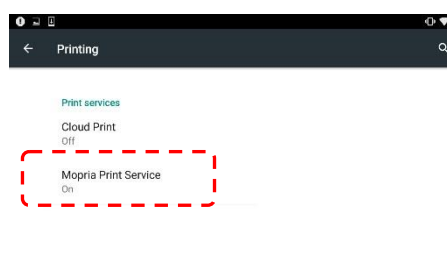 Printing
Print services
Cloud Print
Off
Mopria Print Service
On